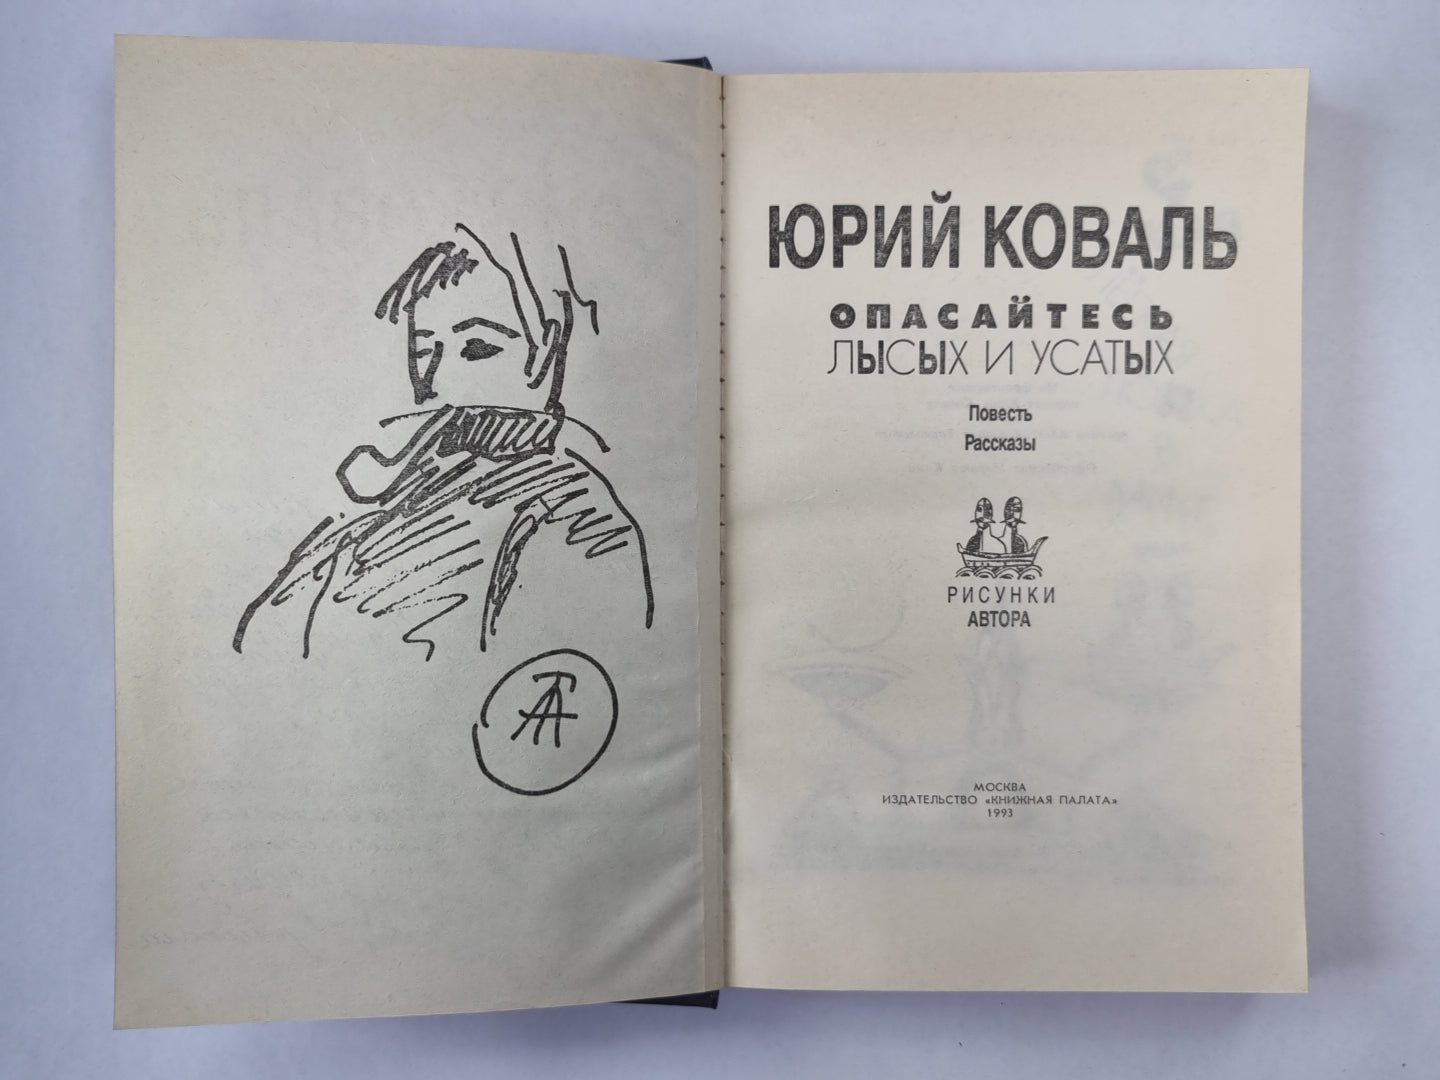 ЮРИЙ КОВАЛЬ
ОПАСАЙТЕСЬ
ЛЫСЫХ И УСАТЫХ
Повесть
Рассказы
РИСУНКИ
АВТОРА
МОСКВА
ИЗДАТЕЛЬСТВО «КНИЖНАЯ ПАЛАТА»
1993